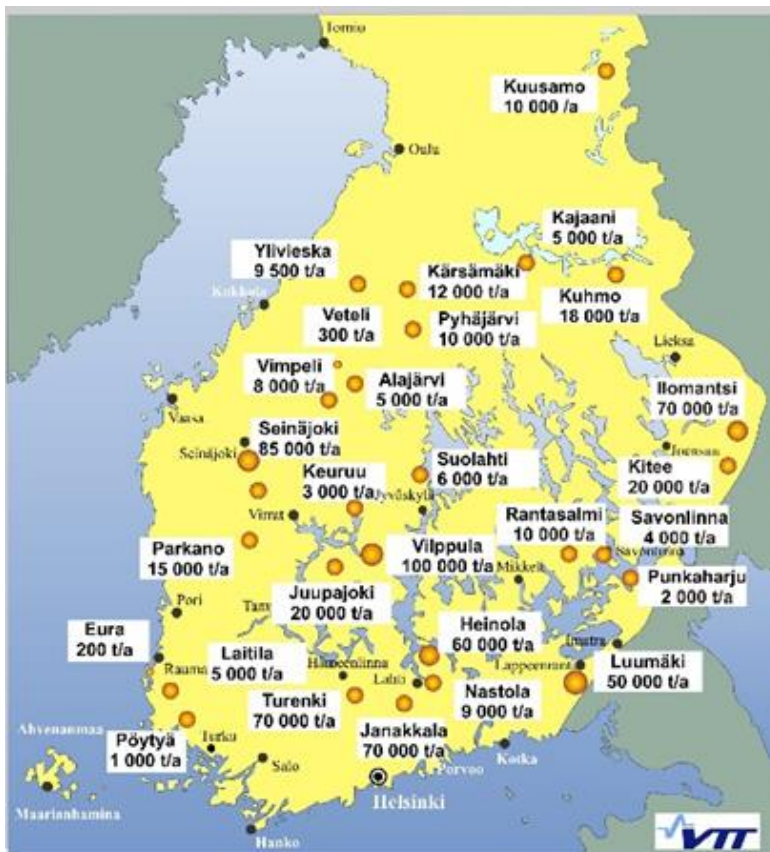 Tornio
Kuusamo
10 000 /a
Oulu
Kajaani
5 000 t/a
Ylivieska
9 500 t/a
Kärsämäki
12 000 t/a
Kuhmo
18 000 t/a
Kokkola
Veteli
300 t/a
Pyhäjärvi
10 000 t/a
Lieksa
Vimpeli
8 000 t/a
Alajärvi
5 000 t/a
Ilomantsi
70 000 t/a
Vaasa
Seinäjoki
85 000 t/a
Seinäjoki
Suolahti
6 000 t/a
Joensuu
Kitee
20 000 t/a
Keuruu
3 000 t/a
Jyväskylä
Virrat
Rantasalmi
10 000 t/a
Savonlinna
4 000 t/a
Savonlinna
Parkano
15 000 t/a
Vilppula
100 000 t/a
Mikkeli
Punkaharju
2 000 t/a
Juupajoki
20 000 t/a
Pori
Eura
200 t/a
Heinola
60 000 t/a
Imatra
Laitila
5 000 t/a
Rauma
Hämeenlinna
Lahti
Lappeenrant
Luumäki
50 000 t/a
Turenki
70 000 t/a
Nastola
9 000 t/a
Janakkala
70 000 t/a
Ahvenanmaa
Pöytyä
1 000 t/a
Turku
Salo
Porvoo
Kotka
Maarianhamina
Helsinki
Hanko
VTT